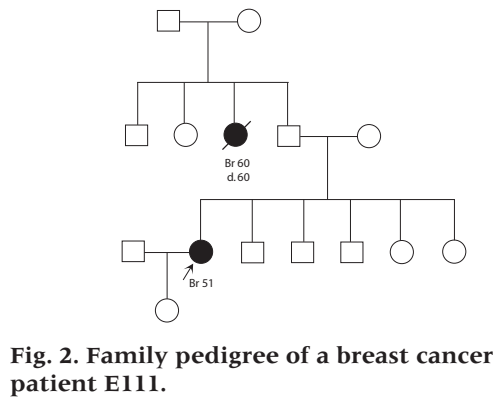 Br 60
d. 60
Br 51
Fig. 2. Family pedigree of a breast cancer
patient E111.